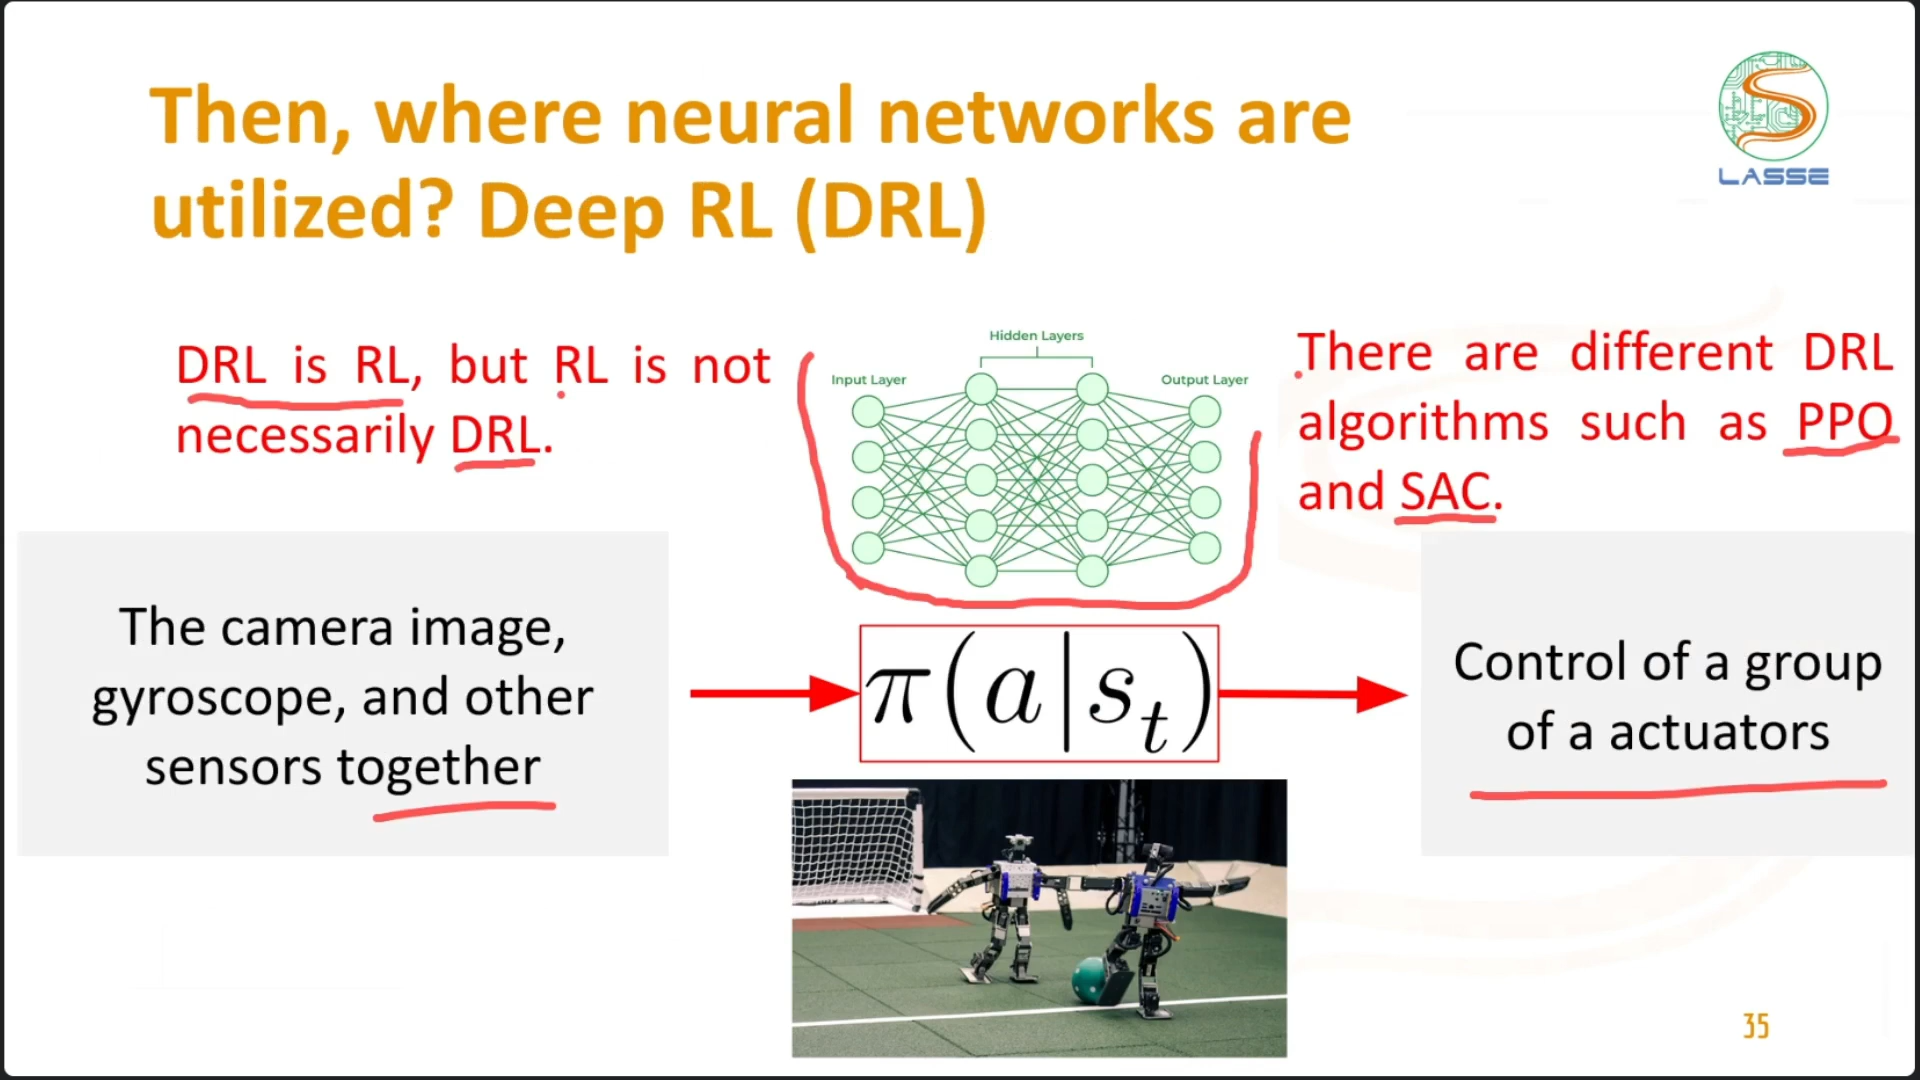 Then, where neural networks are
utilized? Deep RL (DRL)
LASSE
DRL is RL, but RL is not
necessarily DRL.
Hidden Layers
Input Layer
Output Layer
There are different DRL
algorithms such as PPO
and SAC.
The camera image,
gyroscope, and other
sensors together
π(a|s_t)
Control of a group
of a actuators
35